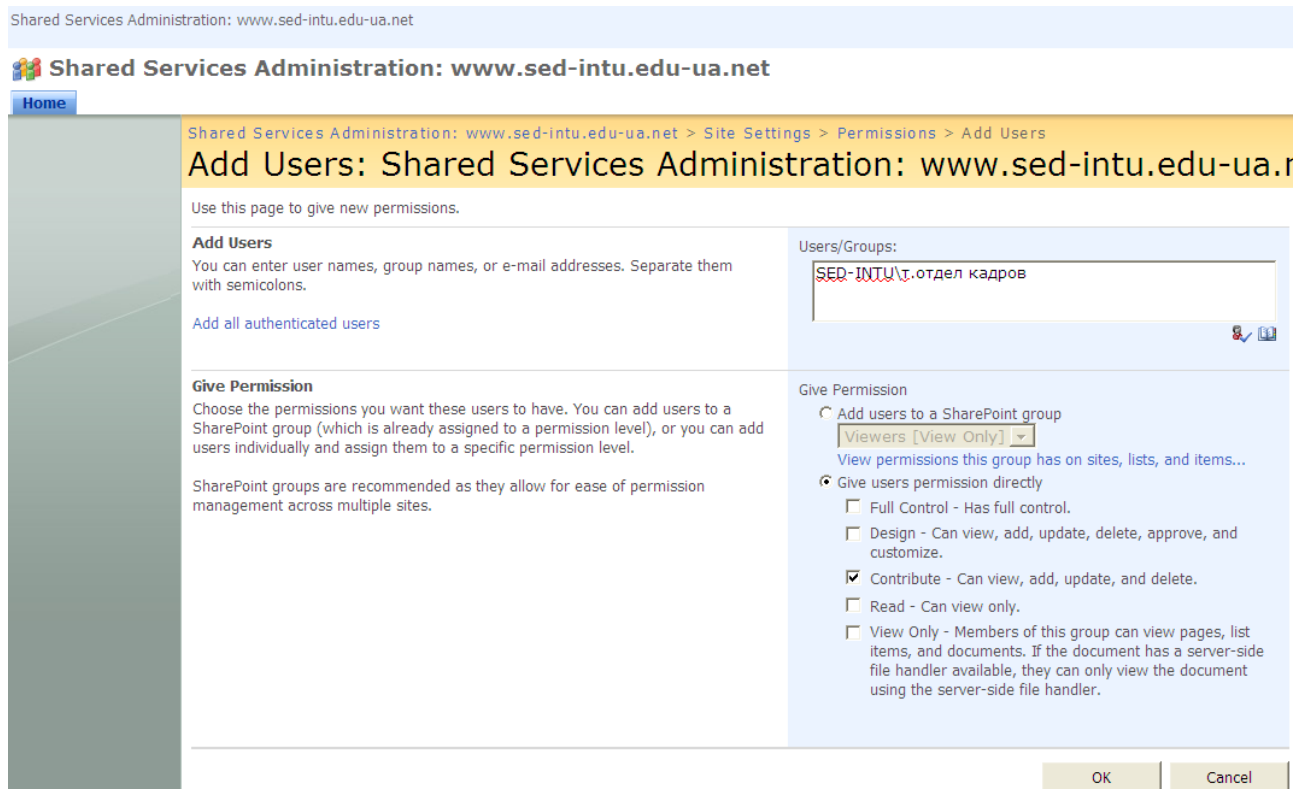 Shared Services Administration: www.sed-intu.edu-ua.net
Shared Services Administration: www.sed-intu.edu-ua.net
Home
Shared Services Administration: www.sed-intu.edu-ua.net > Site Settings > Permissions > Add Users
Add Users: Shared Services Administration: www.sed-intu.edu-ua.
Use this page to give new permissions.
Add Users
You can enter user names, group names, or e-mail addresses. Separate them
with semicolons.
Add all authenticated users
Users/Groups:
SED-INTU\т.отдел кадров
Give Permission
Choose the permissions you want these users to have. You can add users to a
SharePoint group (which is already assigned to a permission level), or you can add
users individually and assign them to a specific permission level.
SharePoint groups are recommended as they allow for ease of permission
management across multiple sites.
Give Permission
Add users to a SharePoint group
Viewers [View Only]
View permissions this group has on sites, lists, and items...
Give users permission directly
Full Control - Has full control.
Design - Can view, add, update, delete, approve, and
customize.
Contribute - Can view, add, update, and delete.
Read - Can view only.
View Only - Members of this group can view pages, list
items, and documents. If the document has a server-side
file handler available, they can only view the document
using the server-side file handler.
OK
Cancel